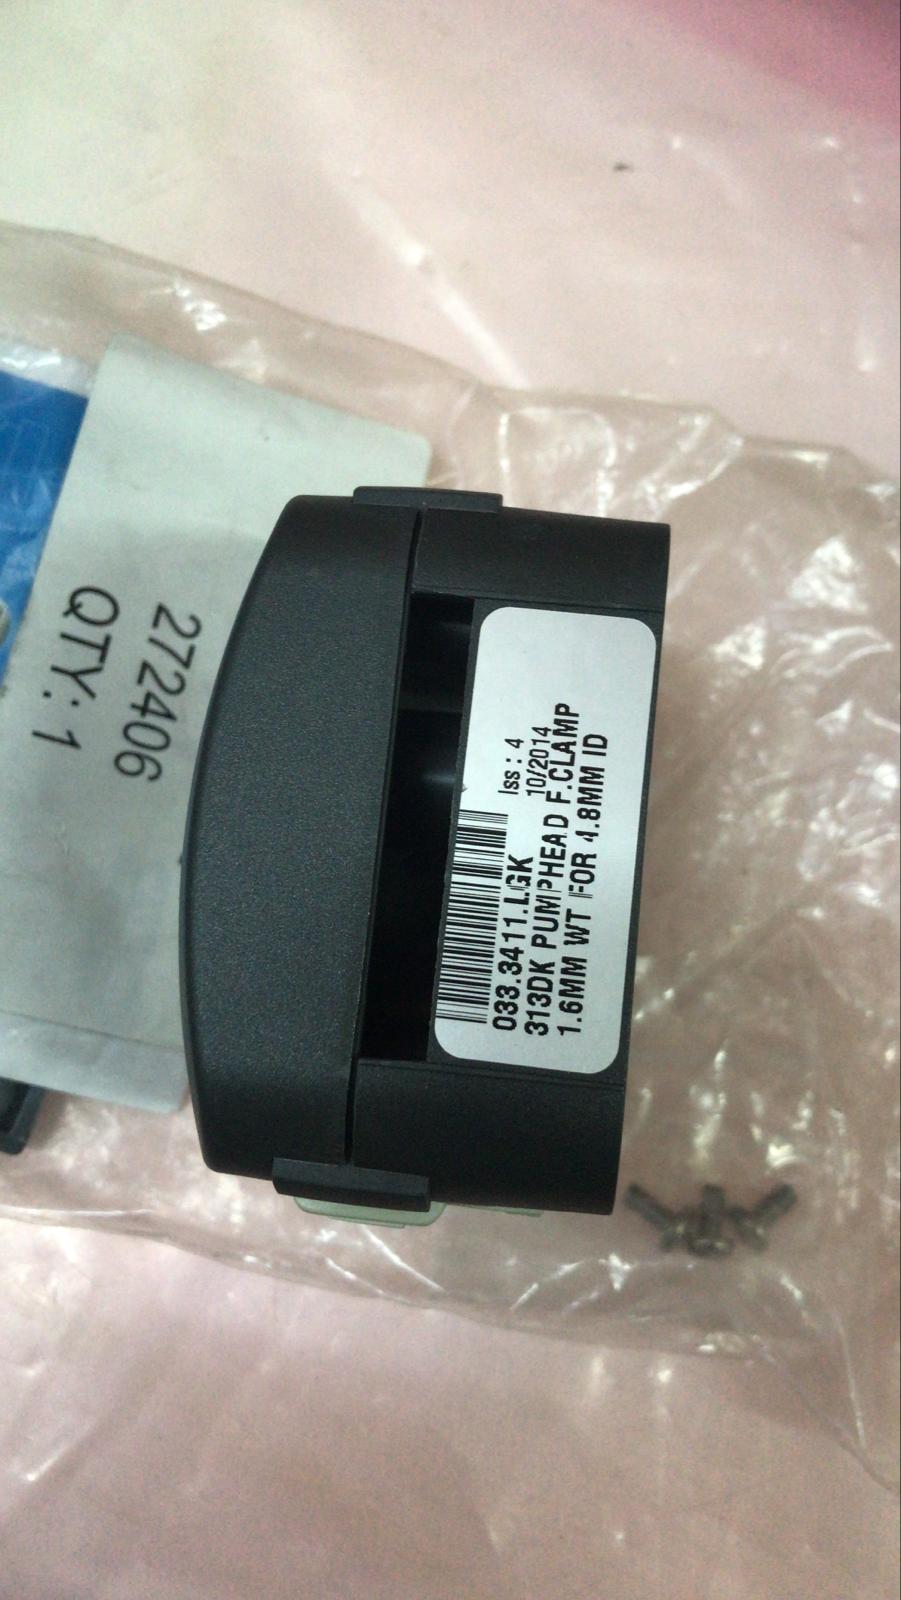 033.3411.LGK
Iss: 4
10/2014
313DK PUMPHEAD F.CLAMP
1.6MM WT FOR 4.8MM ID
272406
QTY: 1